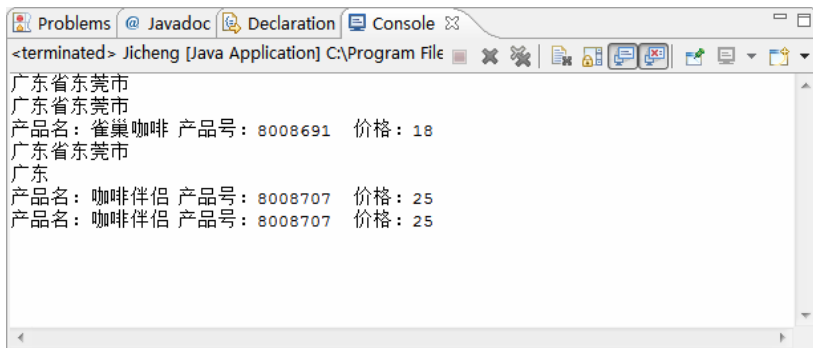 Problems @ Javadoc Declaration Console
<terminated> Jicheng [Java Application] C:\Program File
广东省东莞市
广东省东莞市
产品名：雀巢咖啡 产品号：8008691 价格：18
广东省东莞市
广东
产品名：咖啡伴侣 产品号：8008707 价格：25
产品名：咖啡伴侣 产品号：8008707 价格：25